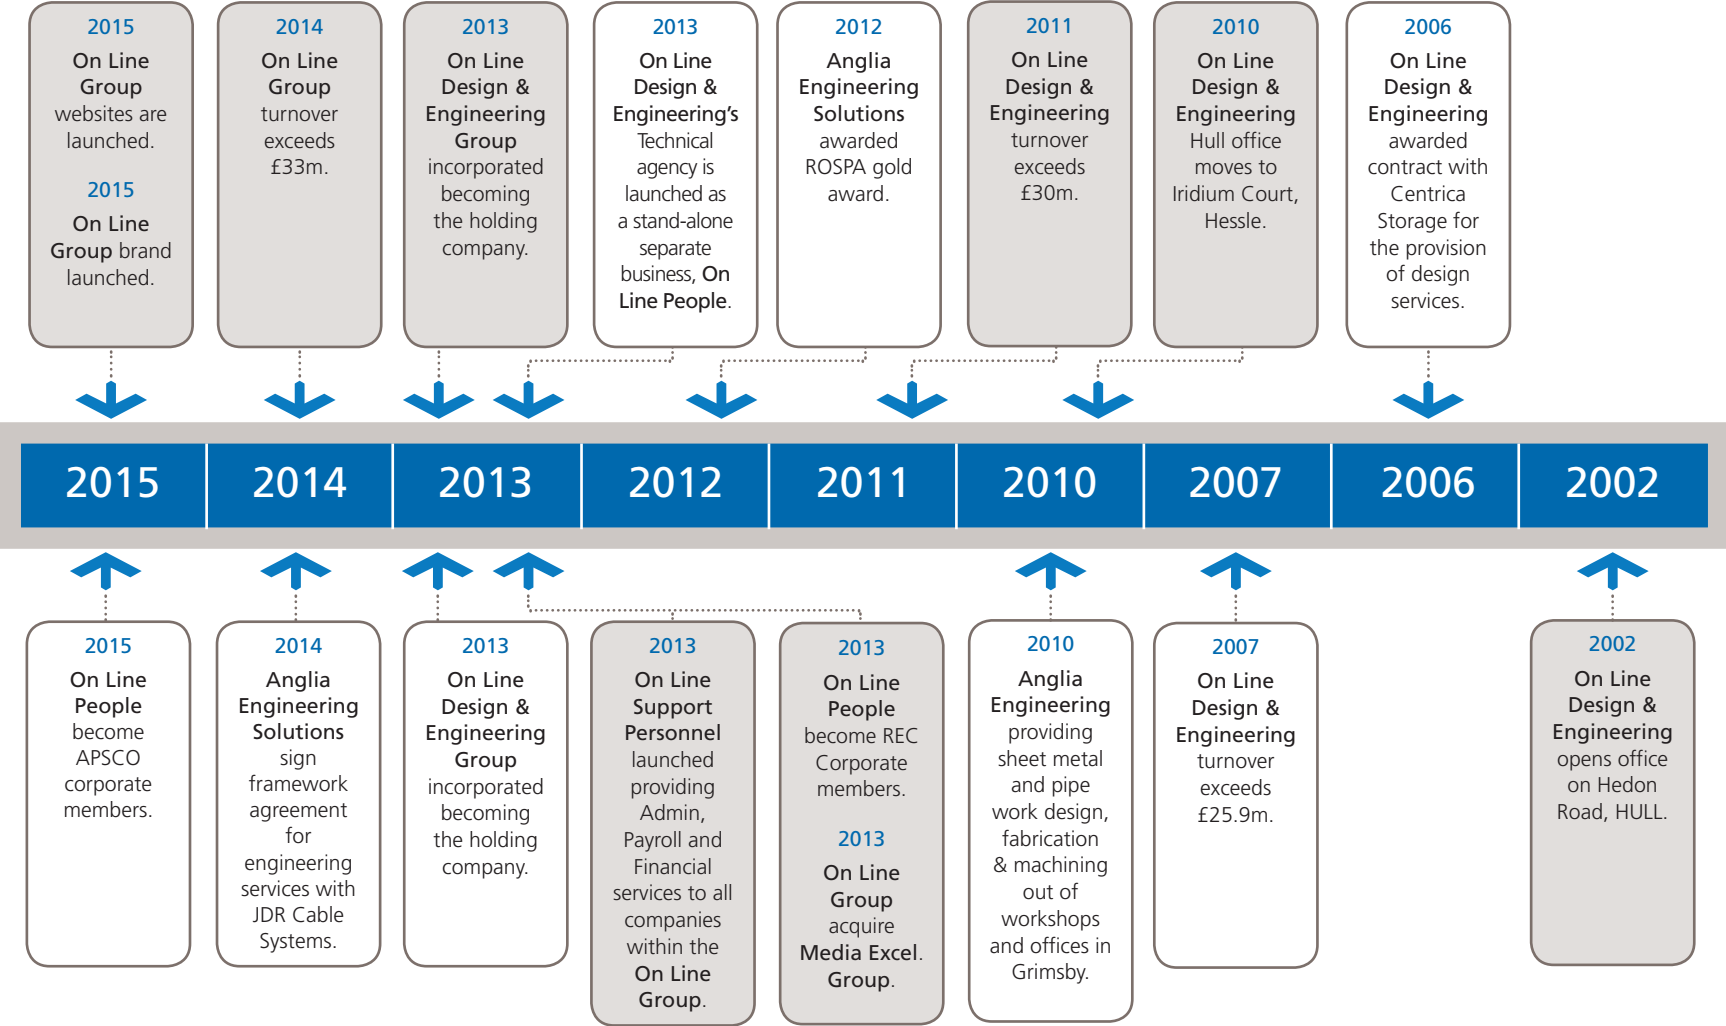 2015
On Line
Group
websites are
launched.
2015
On Line
Group brand
launched.
2014
On Line
Group
turnover
exceeds
£33m.
2013
On Line
Design &
Engineering
Group
incorporated
becoming
the holding
company.
2013
On Line
Design &
Engineering's
Technical
agency is
launched as
a stand-alone
separate
business, On
Line People.
2012
Anglia
Engineering
Solutions
awarded
ROSPA gold
award.
2011
On Line
Design &
Engineering
turnover
exceeds
£30m.
2010
On Line
Design &
Engineering
Hull office
moves to
Iridium Court,
Hessle.
2006
On Line
Design &
Engineering
awarded
contract with
Centrica
Storage for
the provision
of design
services.
2015 2014 2013 2012 2011 2010 2007 2006 2002
2015
On Line
People
become
APSCO
corporate
members.
2014
Anglia
Engineering
Solutions
sign
framework
agreement
for
engineering
services with
JDR Cable
Systems.
2013
On Line
Design &
Engineering
Group
incorporated
becoming
the holding
company.
2013
On Line
Support
Personnel
launched
providing
Admin,
Payroll and
Financial
services to all
companies
within the
On Line
Group.
2013
On Line
People
become REC
Corporate
members.
2013
On Line
Group
acquire
Media Excel.
Group.
2010
Anglia
Engineering
providing
sheet metal
and pipe
work design,
fabrication
& machining
out of
workshops
and offices in
Grimsby.
2007
On Line
Design &
Engineering
turnover
exceeds
£25.9m.
2002
On Line
Design &
Engineering
opens office
on Hedon
Road, HULL.